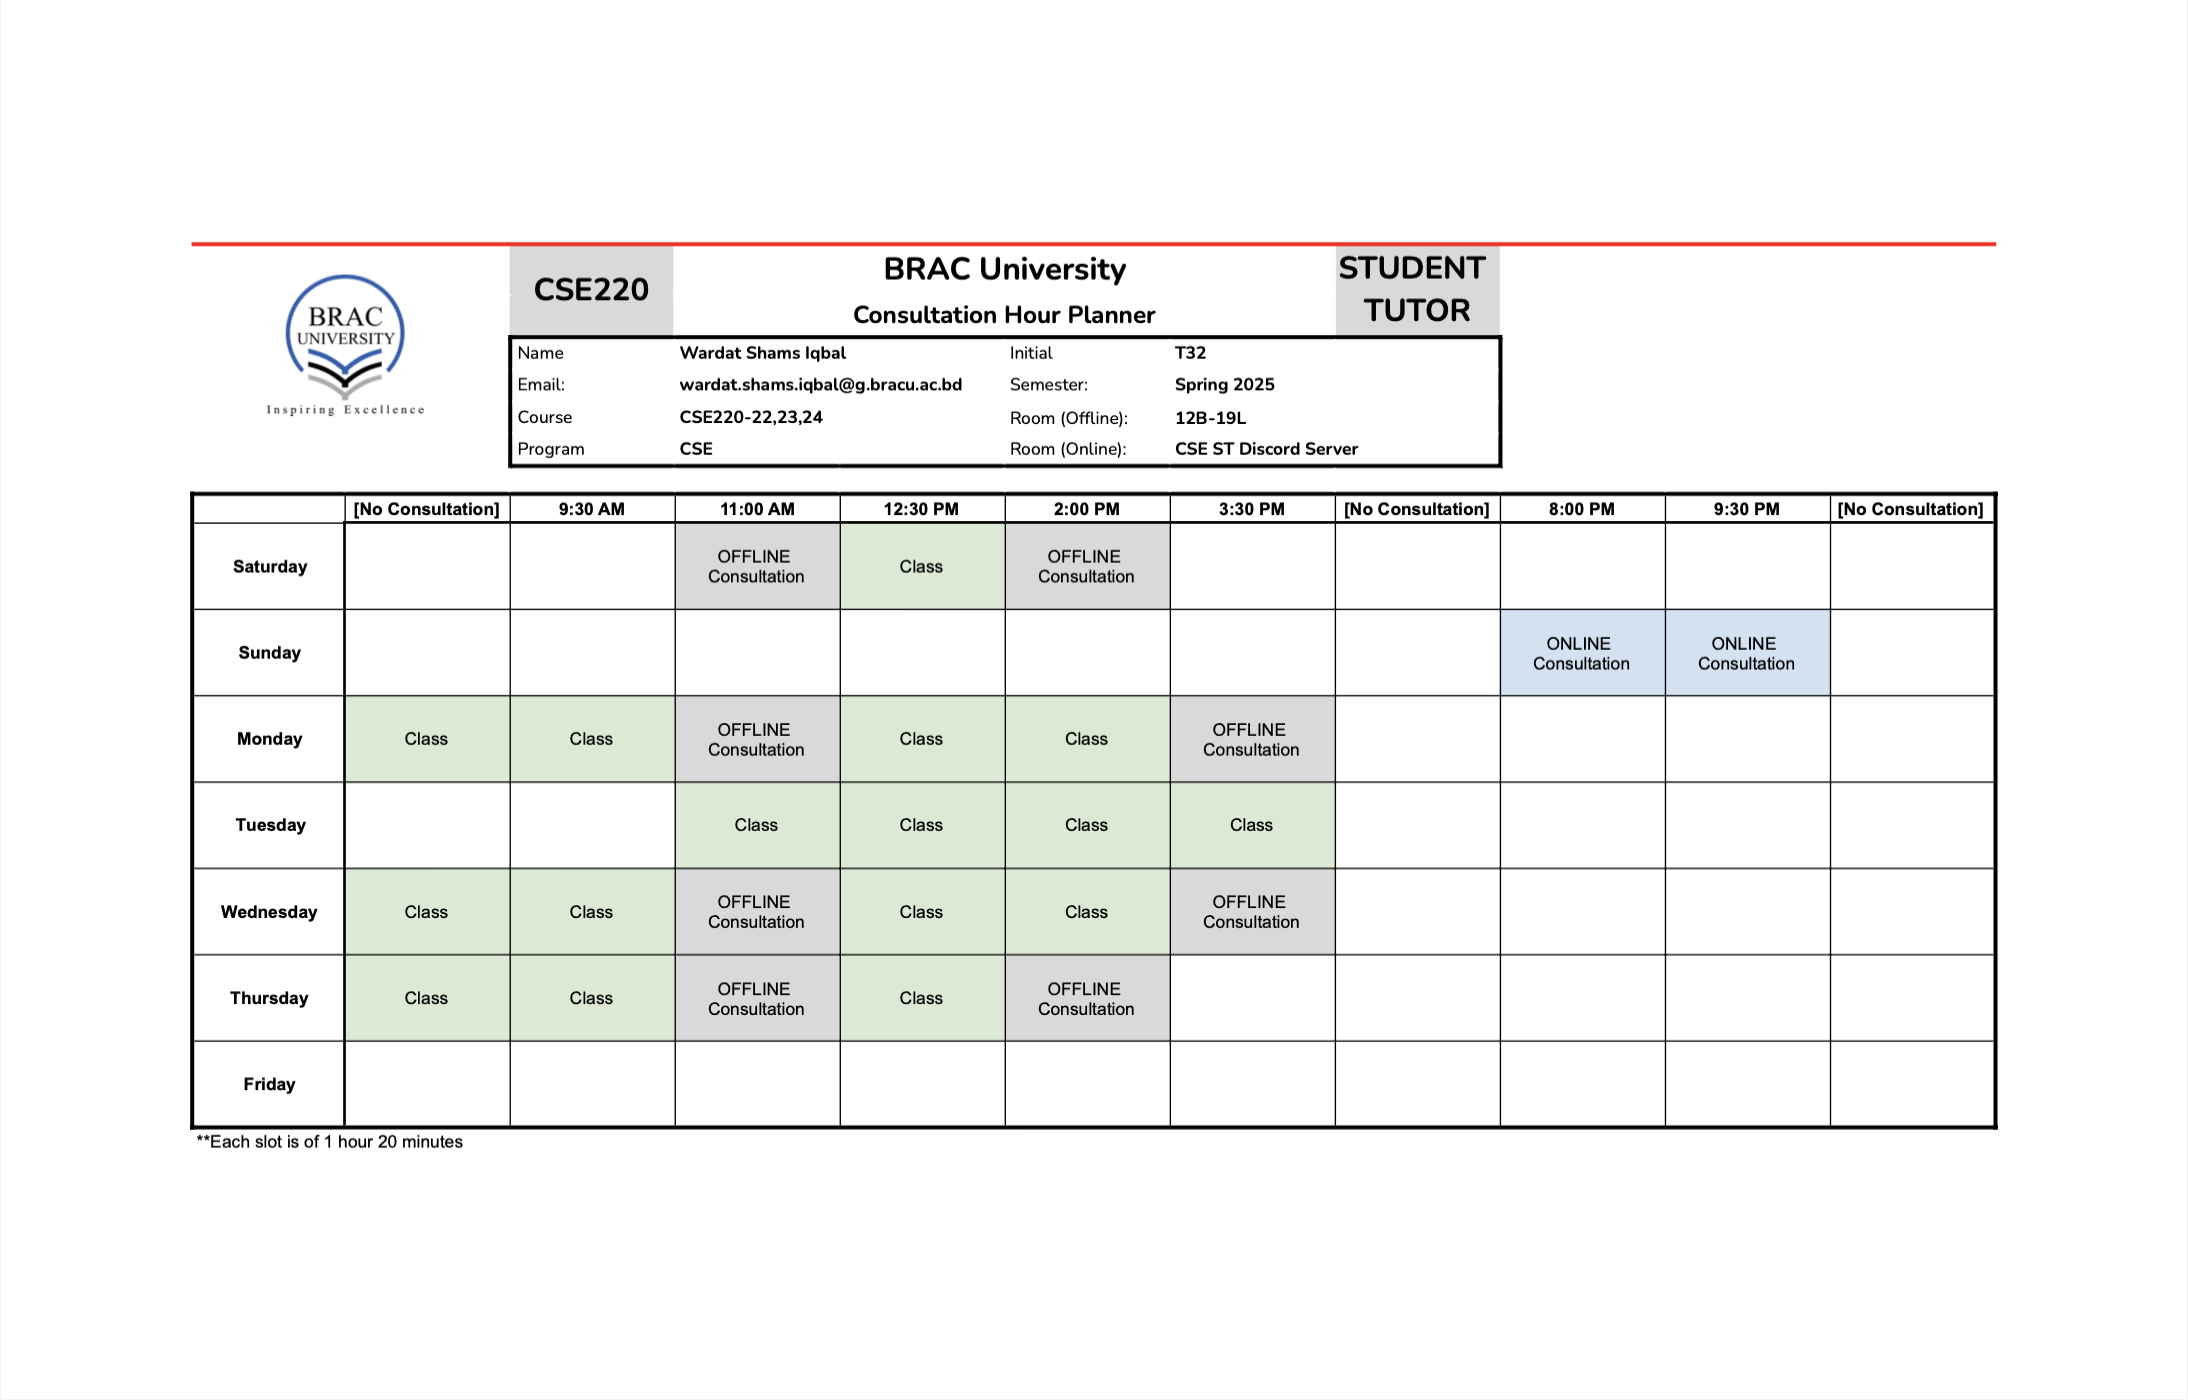 BRAC
UNIVERSITY
Inspiring Excellence
CSE220
BRAC University
Consultation Hour Planner
STUDENT
TUTOR
Name Wardat Shams Iqbal Initial T32
Email: wardat.shams.iqbal@g.bracu.ac.bd Semester: Spring 2025
Course CSE220-22,23,24 Room (Offline): 12B-19L
Program CSE Room (Online): CSE ST Discord Server
[No Consultation] 9:30 AM 11:00 AM 12:30 PM 2:00 PM 3:30 PM [No Consultation] 8:00 PM 9:30 PM [No Consultation]
Saturday OFFLINE Consultation Class OFFLINE Consultation
Sunday ONLINE Consultation ONLINE Consultation
Monday Class Class OFFLINE Consultation Class Class OFFLINE Consultation
Tuesday Class Class Class Class
Wednesday Class Class OFFLINE Consultation Class Class OFFLINE Consultation
Thursday Class Class OFFLINE Consultation Class OFFLINE Consultation
Friday
**Each slot is of 1 hour 20 minutes